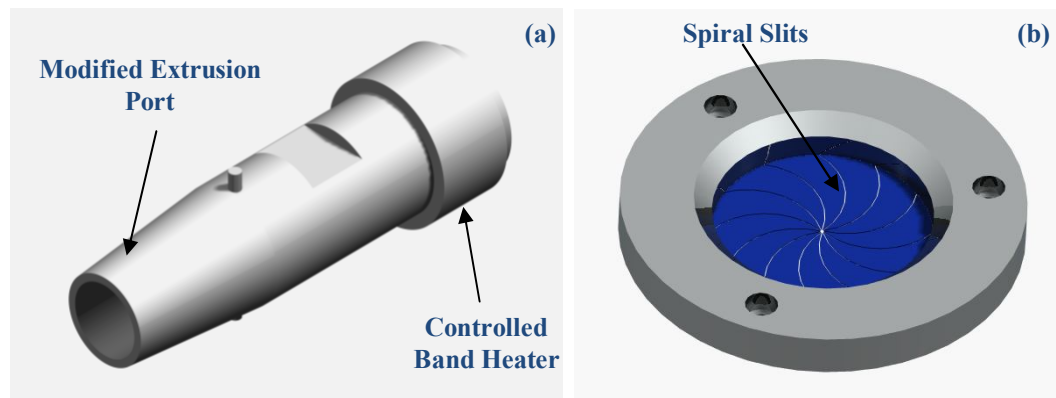 (a)
Modified Extrusion
Port
Controlled
Band Heater
Spiral Slits
(b)